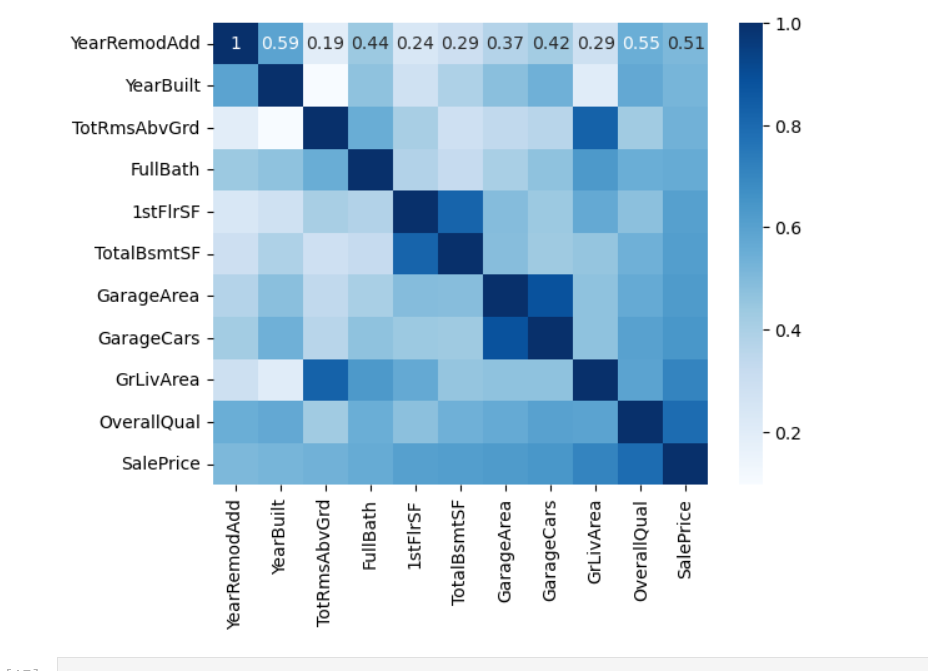 YearRemodAdd 1 0.59 0.19 0.44 0.24 0.29 0.37 0.42 0.29 0.55 0.51 1.0
YearBuilt
TotRmsAbvGrd 0.8
FullBath
1stFlrSF 0.6
TotalBsmtSF
GarageArea
GarageCars 0.4
GrLivArea
OverallQual 0.2
SalePrice
YearRemodAdd
YearBuilt
TotRmsAbvGrd
FullBath
1stFlrSF
TotalBsmtSF
GarageArea
GarageCars
GrLivArea
OverallQual
SalePrice